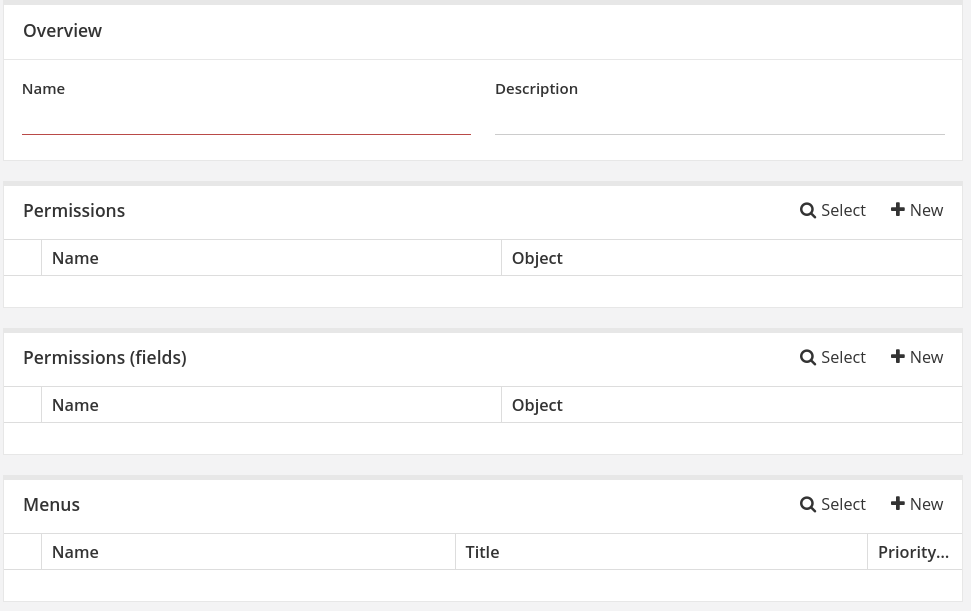 Overview
Name Description
Permissions Select New
Name Object
Permissions (fields) Select New
Name Object
Menus Select New
Name Title Priority...